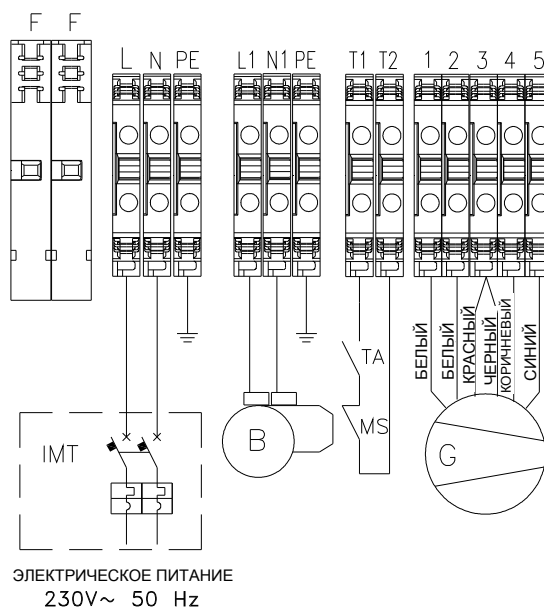 F F
L N PE L1 N1 PE T1 T2 1 2 3 4 5
БЕЛЫЙ
БЕЛЫЙ
КРАСНЫЙ
ЧЕРНЫЙ
КОРИЧНЕВЫЙ
СИНИЙ
TA
MS
IMT
B
G
ЭЛЕКТРИЧЕСКОЕ ПИТАНИЕ
230V~ 50 Hz